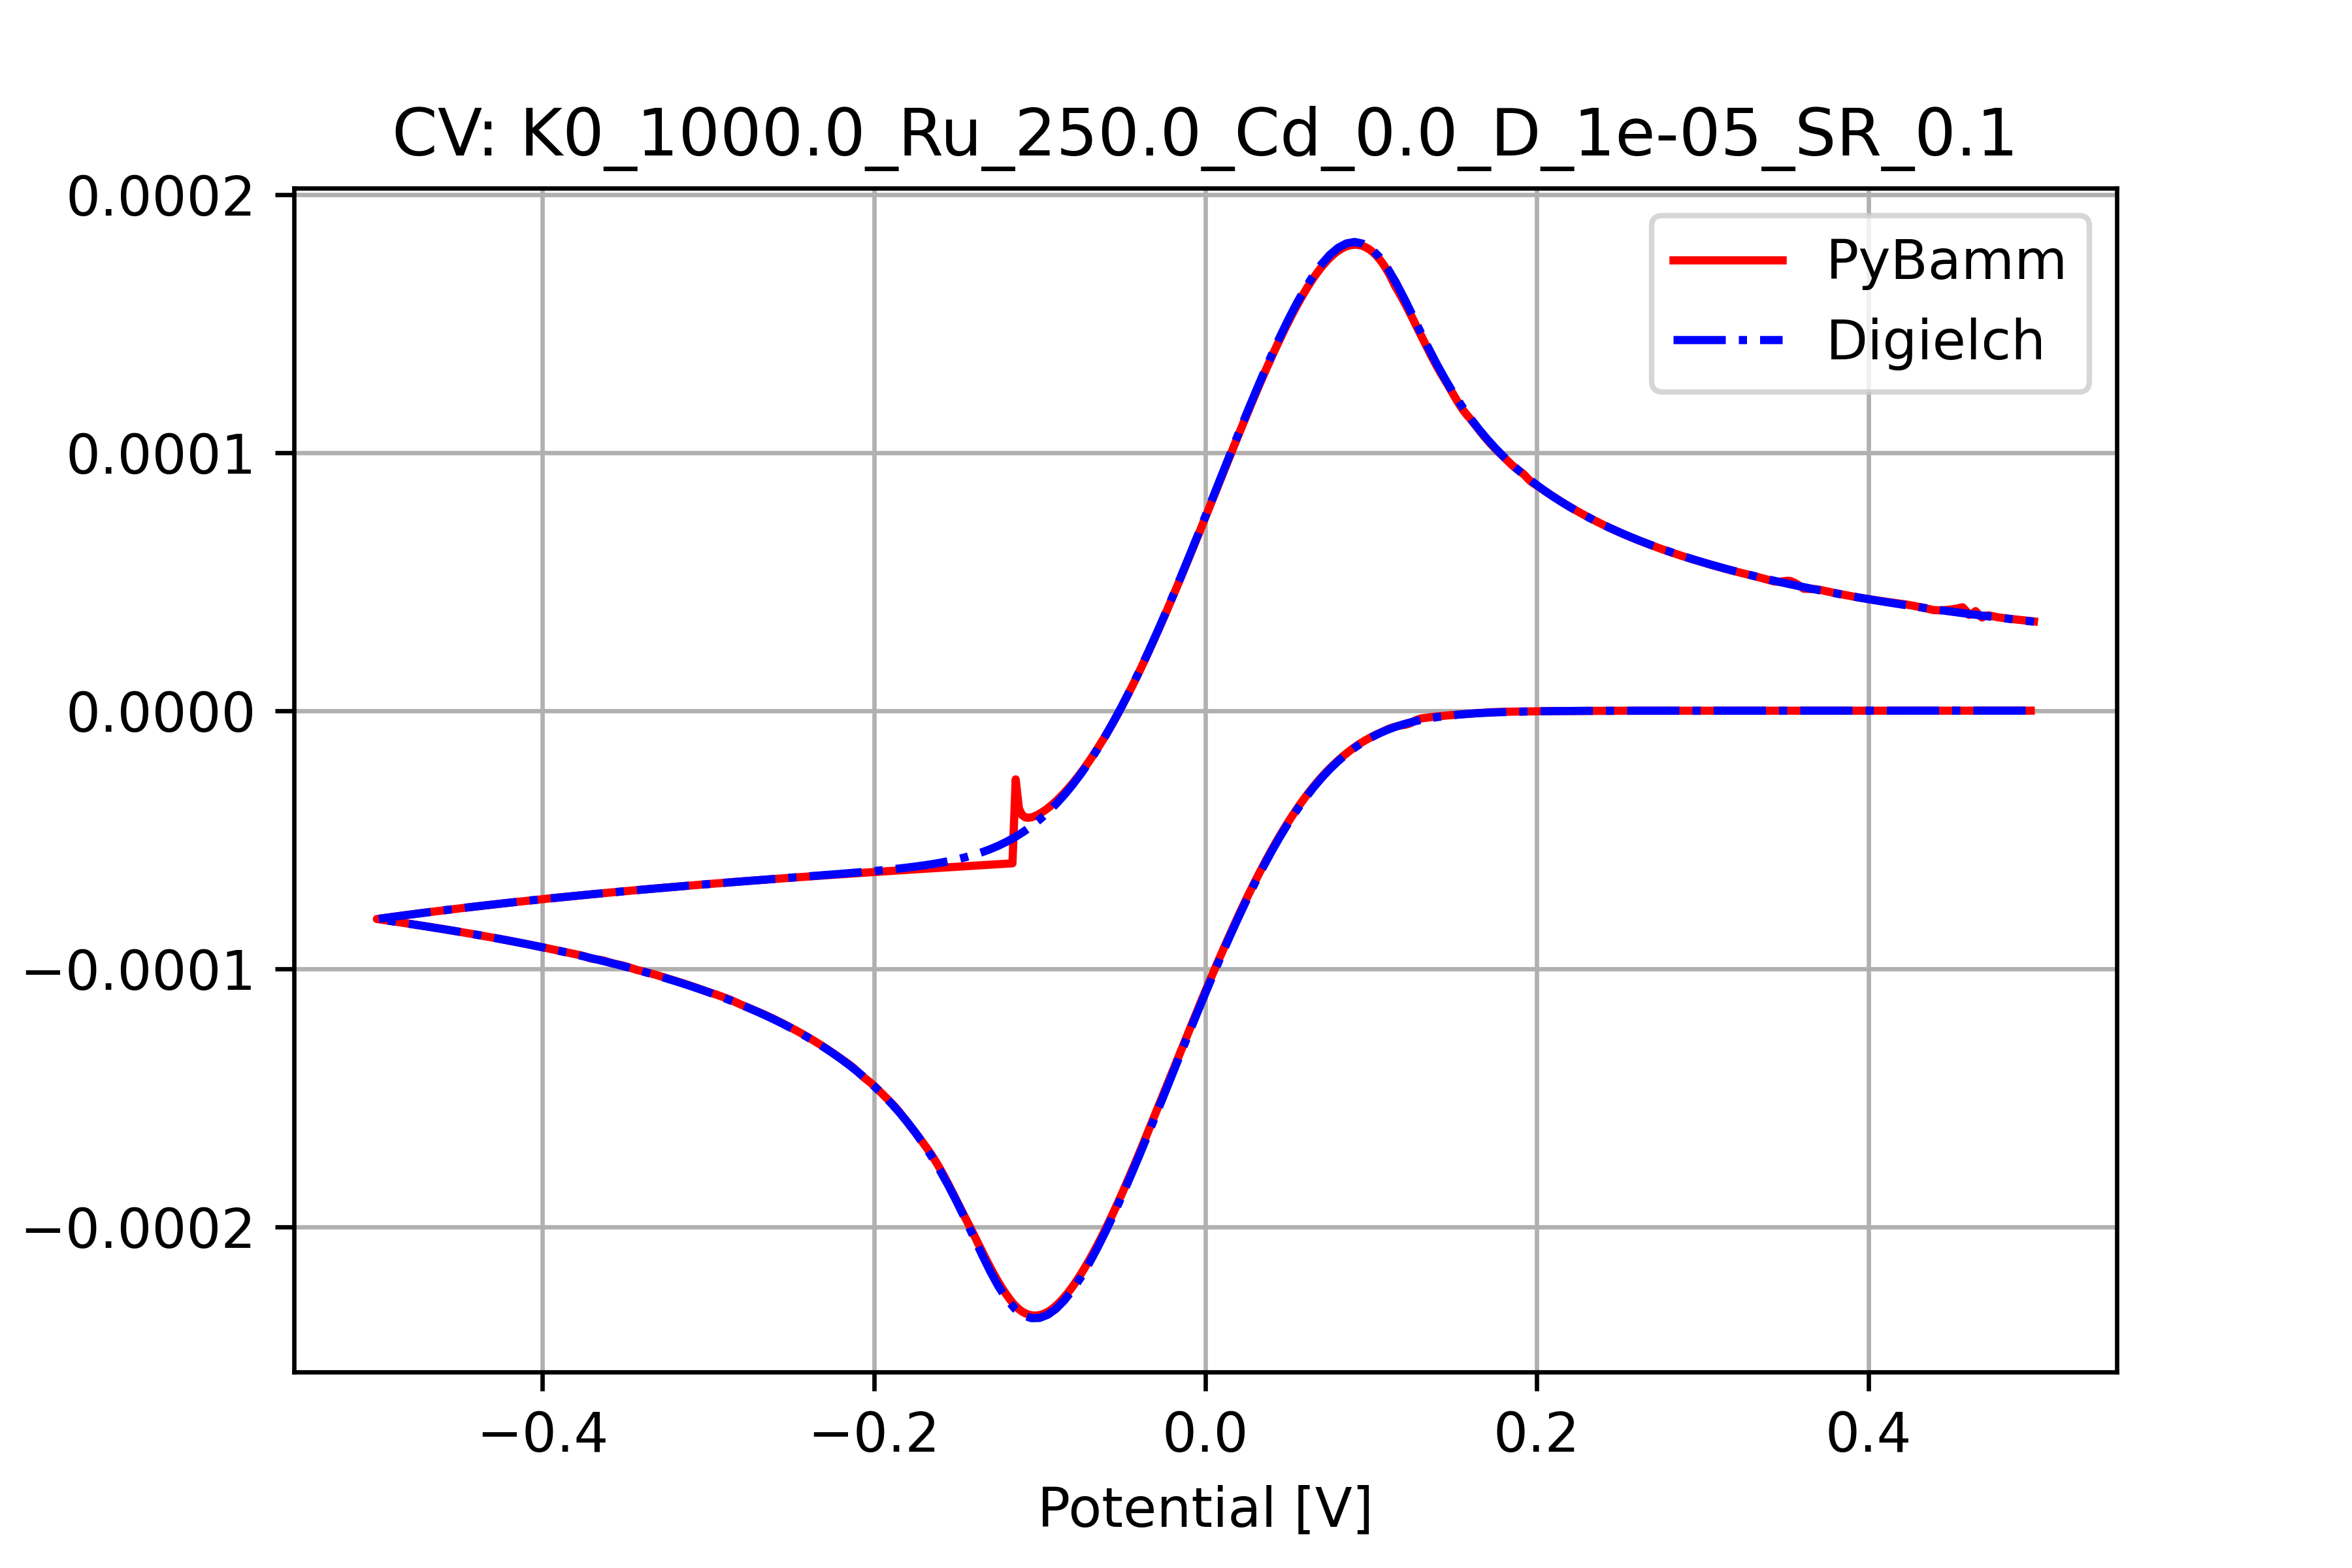 CV: K0_1000.0_Ru_250.0_Cd_0.0_D_1e-05_SR_0.1
0.0002
0.0001
0.0000
−0.0001
−0.0002
PyBamm
Digielch
−0.4
−0.2
0.0
0.2
0.4
Potential [V]